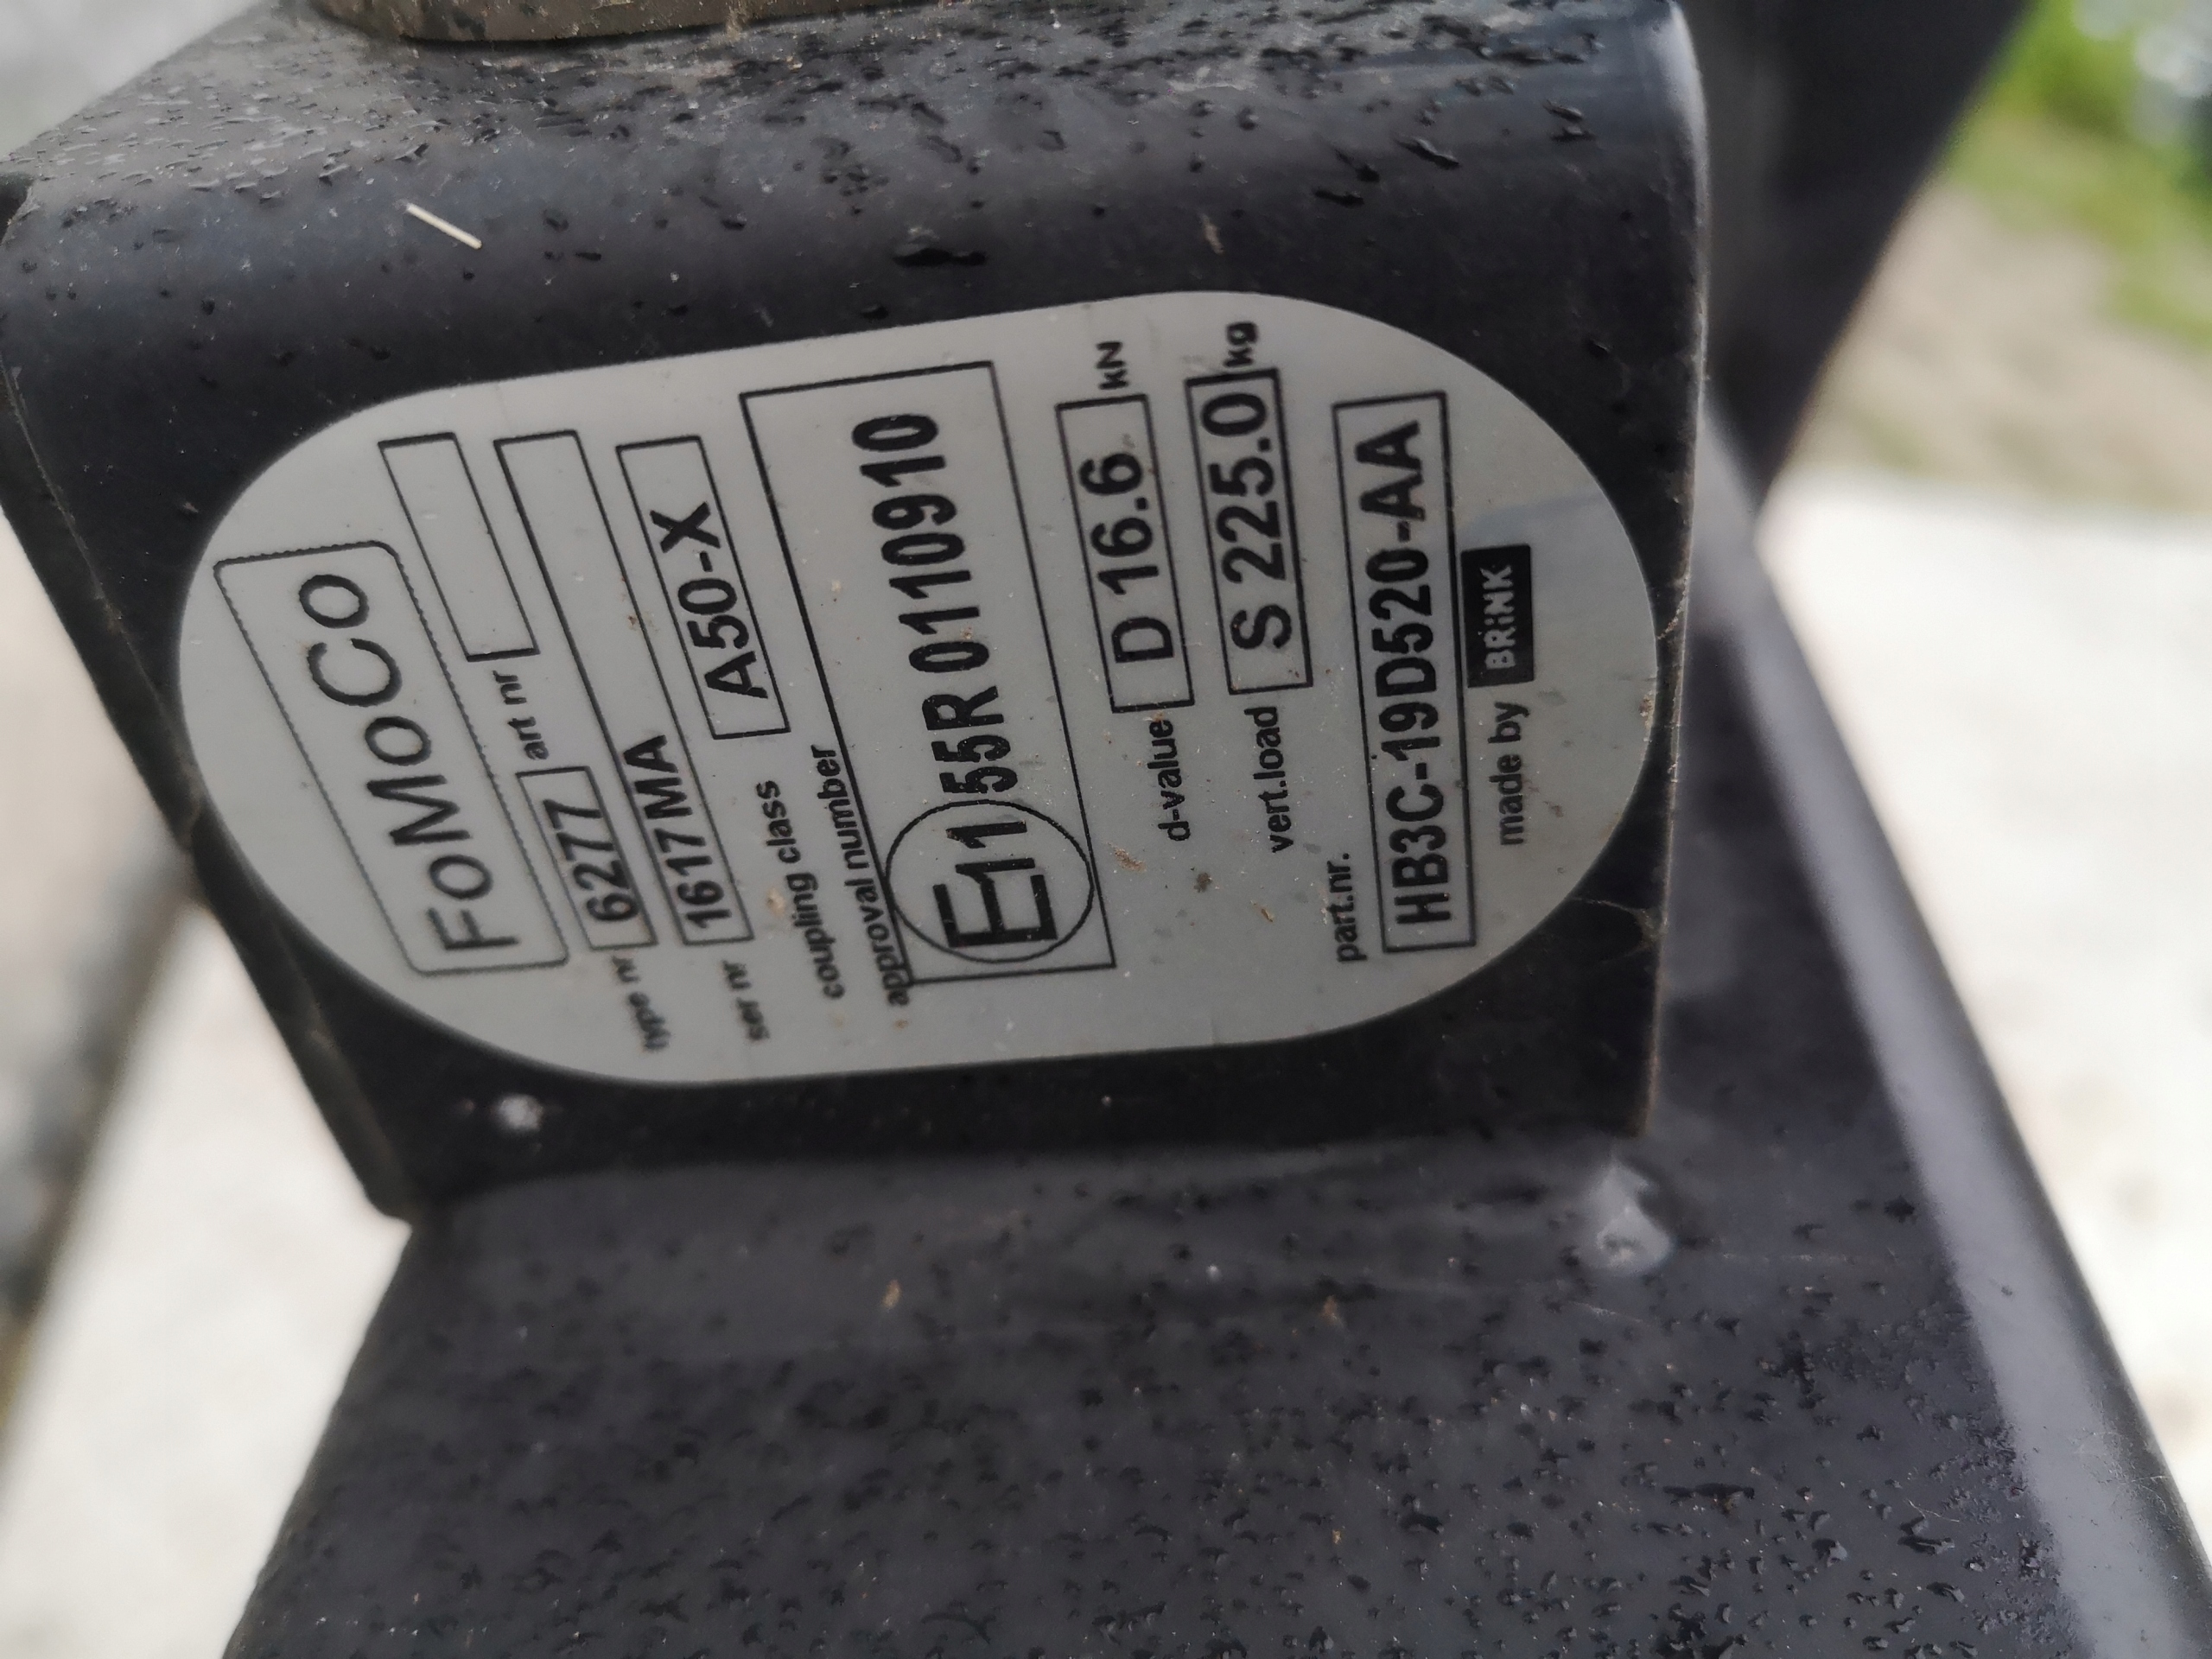 FoMoCo
type nr 6277 art nr
ser nr 1617MA
coupling class A50-X
approval number
E11 55R 0110910
d-value D 16.6 kN
vert.load S 225.0 kg
part.nr.
HB3C-19D520-AA
made by BRINK